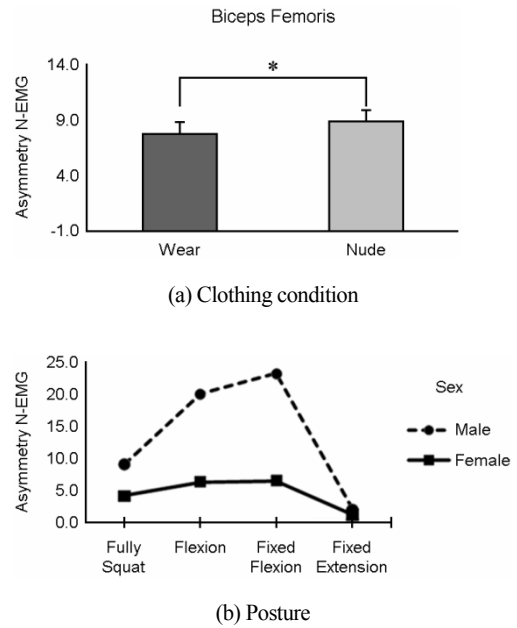 Biceps Femoris
Asymmetry N-EMG
14.0
9.0
4.0
-1.0
*
Wear
Nude
(a) Clothing condition
Asymmetry N-EMG
25.0
20.0
15.0
10.0
5.0
0.0
Fully Squat
Flexion
Fixed Flexion
Fixed Extension
Sex
Male
Female
(b) Posture